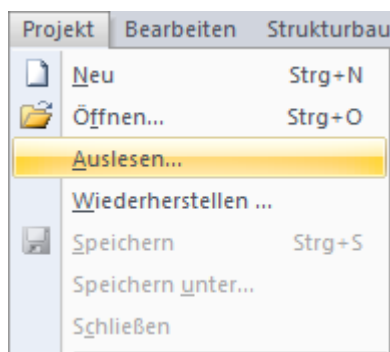 Projekt Bearbeiten Strukturbau
Neu Strg+N
Öffnen... Strg+O
Auslesen...
Wiederherstellen ...
Speichern Strg+S
Speichern unter...
Schließen